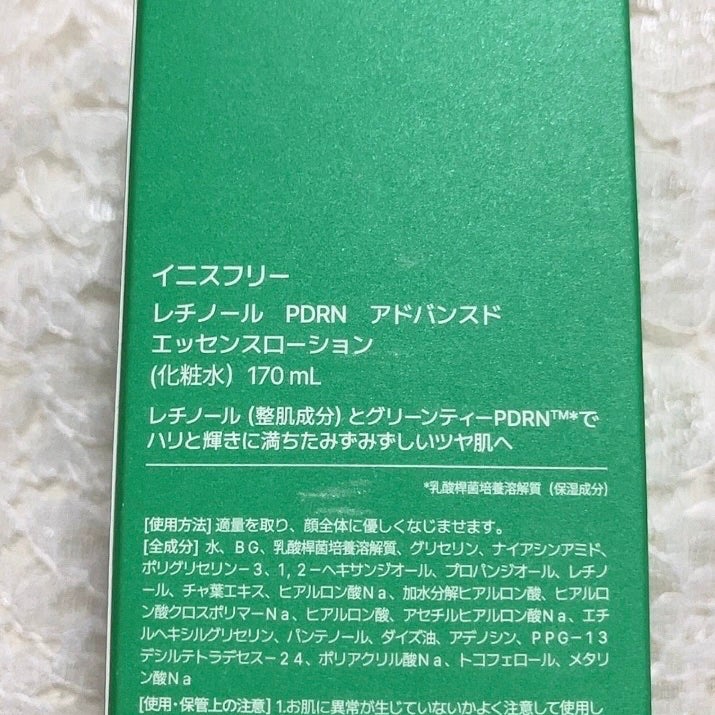 イニスフリー
レチノール　PDRN　アドバンスド
エッセンスローション
(化粧水) 170 mL
レチノール (整肌成分) とグリーンティーPDRN™*で
ハリと輝きに満ちたみずみずしいツヤ肌へ
*乳酸桿菌培養溶解質 (保湿成分)
[使用方法] 適量を取り、顔全体に優しくなじませます。
[全成分] 水、BG、乳酸桿菌培養溶解質、グリセリン、ナイアシンアミド、
ポリグリセリン-3、1,2-ヘキサンジオール、プロパンジオール、レチノ
ール、チャ葉エキス、ヒアルロン酸Na、加水分解ヒアルロン酸、ヒアルロ
ン酸クロスポリマーNa、ヒアルロン酸、アセチルヒアルロン酸Na、エチ
ルヘキシルグリセリン、パンテノール、ダイズ油、アデノシン、PPG-13
デシルテトラデセス-24、ポリアクリル酸Na、トコフェロール、メタリ
ン酸Na
[使用・保管上の注意] 1.お肌に異常が生じていないかよく注意して使用し